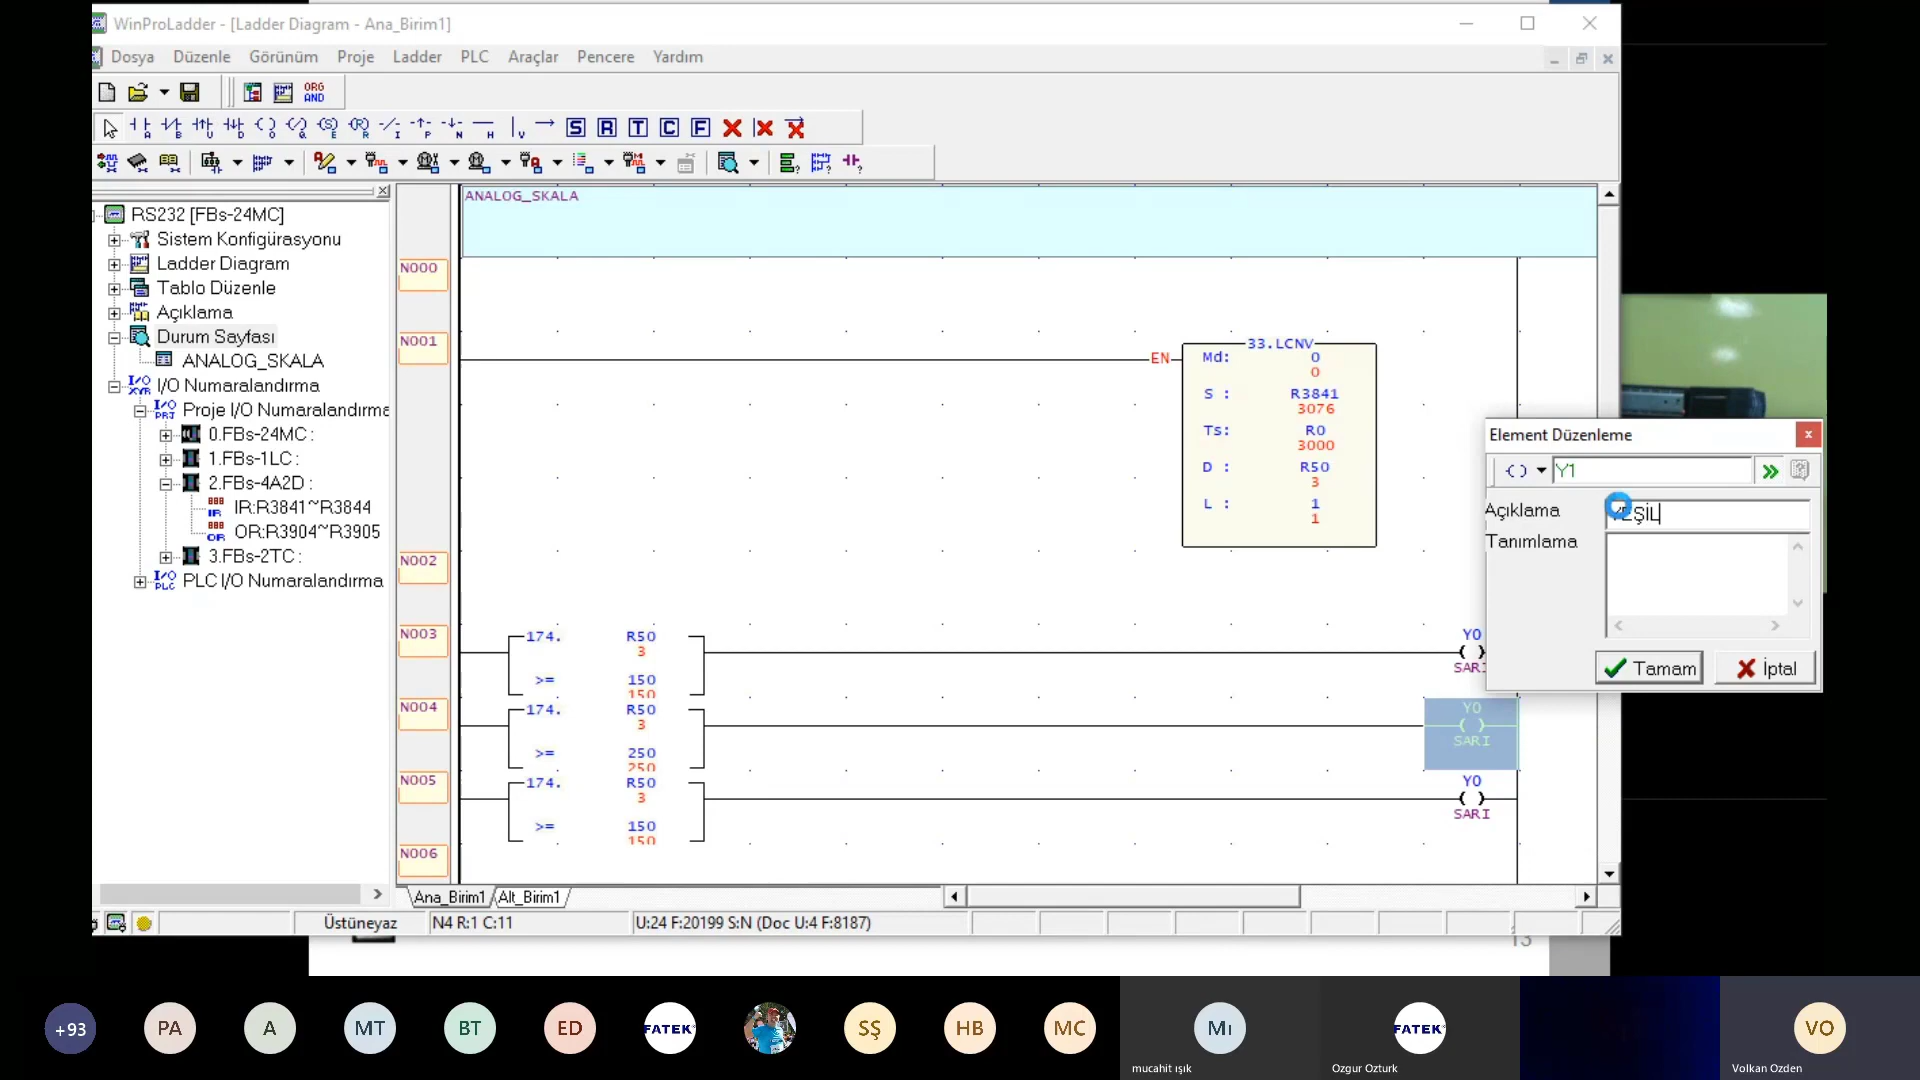 WinProLadder - [Ladder Diagram - Ana_Birim1]
Dosya Düzenle Görünüm Proje Ladder PLC Araçlar Pencere Yardım
ORG
AND
A B U D O Q E R I P N H V S R T C F
RS232 [FBs-24MC]
Sistem Konfigürasyonu
Ladder Diagram
Tablo Düzenle
Açıklama
Durum Sayfası
ANALOG_SKALA
I/O Numaralandırma
Proje I/O Numaralandırma
0.FBs-24MC :
1.FBs-1LC :
2.FBs-4A2D :
IR:R3841~R3844
OR:R3904~R3905
3.FBs-2TC :
PLC I/O Numaralandırma
ANALOG_SKALA
N000
N001
EN
33.LCNV
Md: 0
0
S : R3841
3076
Ts: R0
3000
D : R50
3
L : 1
1
N002
N003
174. R50
3
>= 150
150
Y0
( )
SARI
N004
174. R50
3
>= 250
250
Y0
( )
SARI
N005
174. R50
3
>= 150
150
Y0
( )
SARI
N006
Element Düzenleme
( ) Y1
Açıklama YEŞİL
Tanımlama
Tamam İptal
Ana_Birim1 Alt_Birim1
Üstüneyaz N4 R:1 C:11 U:24 F:20199 S:N (Doc U:4 F:8187)
13
+93 PA A MT BT ED FATEK SŞ HB MC Mı FATEK VO
mucahit ışık Ozgur Ozturk Volkan Ozden